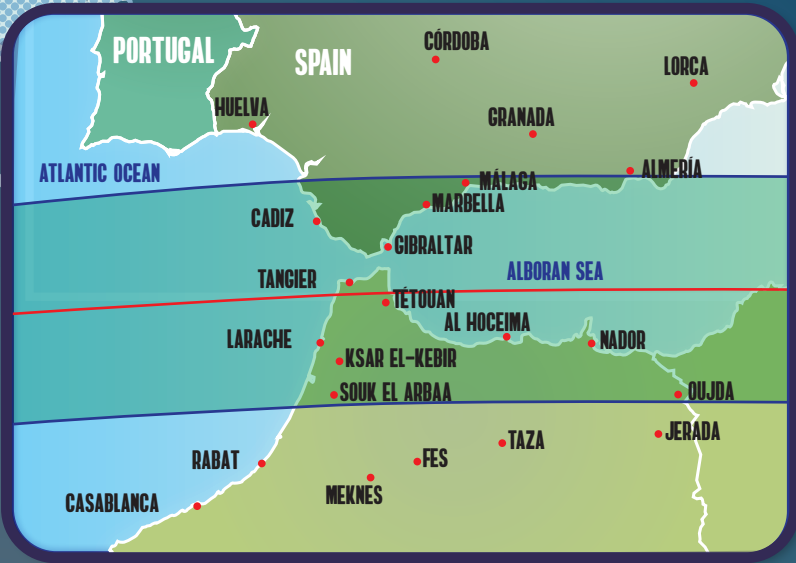 CÓRDOBA
PORTUGAL
SPAIN
LORCA
HUELVA
GRANADA
ATLANTIC OCEAN
ALMERÍA
MÁLAGA
MARBELLA
CADIZ
GIBRALTAR
ALBORAN SEA
TANGIER
TÉTOUAN
AL HOCEIMA
LARACHE
NADOR
KSAR EL-KEBIR
SOUK EL ARBAA
OUJDA
JERADA
TAZA
RABAT
FES
MEKNES
CASABLANCA